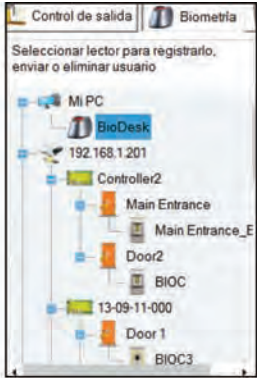 Control de salida Biometría
Seleccionar lector para registrarlo,
enviar o eliminar usuario
Mi PC
BioDesk
192.168.1.201
Controller2
Main Entrance
Main Entrance_E
Door2
BIOC
13-09-11-000
Door 1
BIOC3